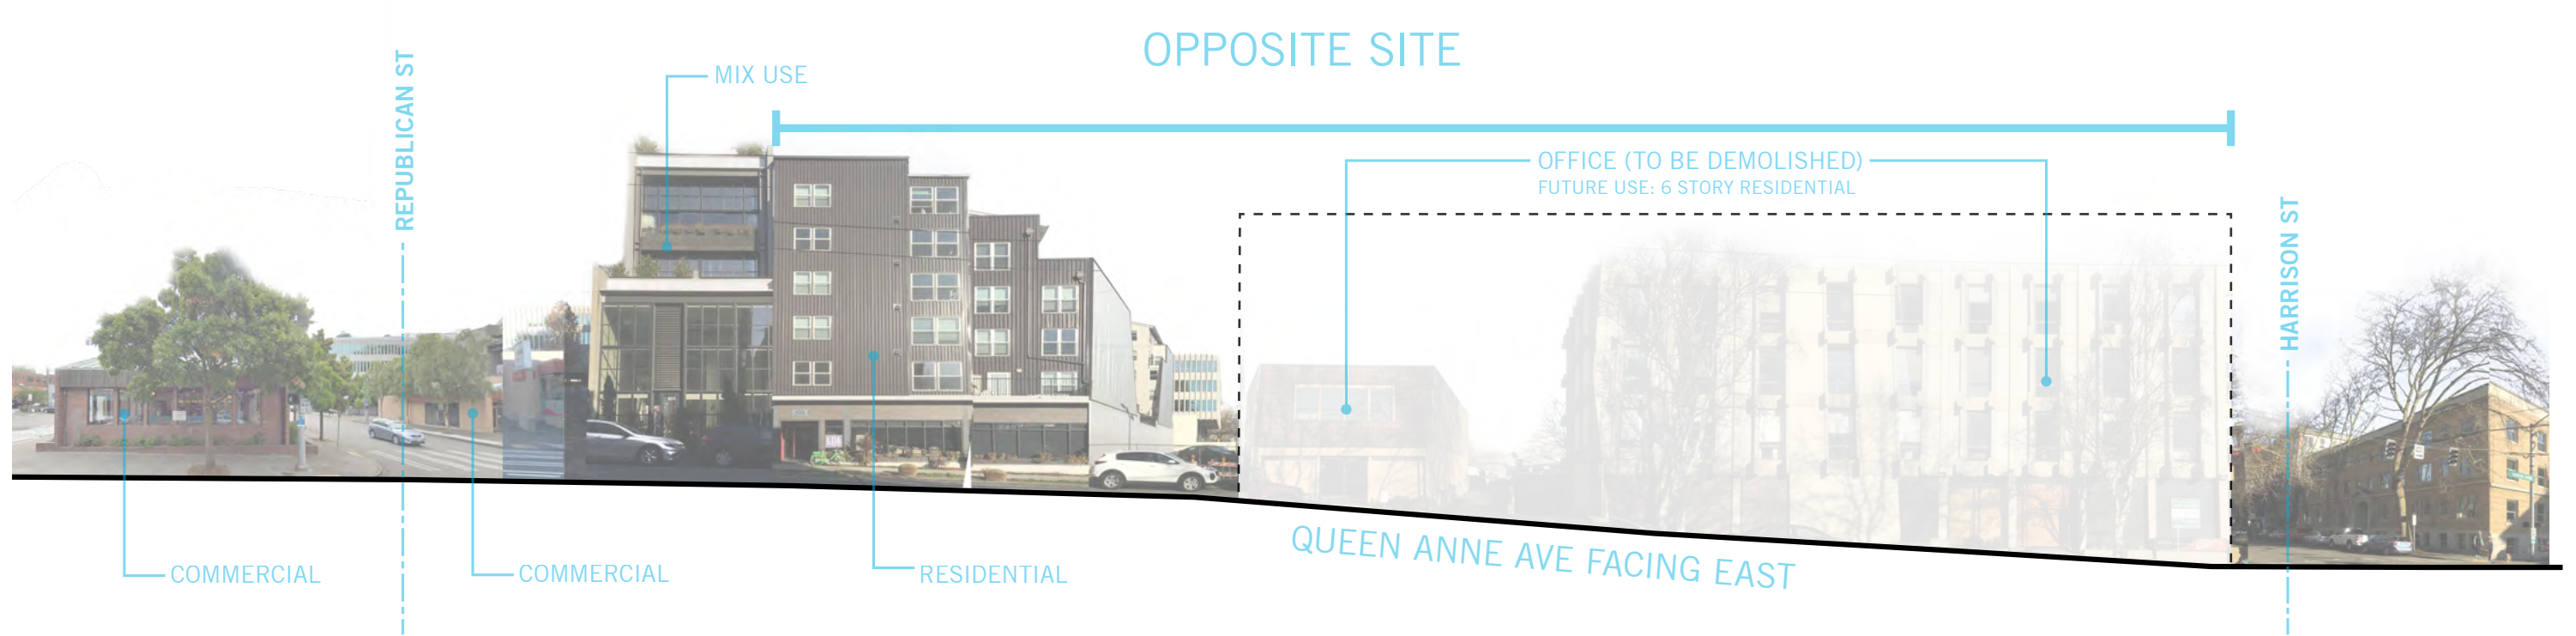 OPPOSITE SITE
MIX USE
REPUBLICAN ST
OFFICE (TO BE DEMOLISHED)
FUTURE USE: 6 STORY RESIDENTIAL
HARRISON ST
QUEEN ANNE AVE FACING EAST
COMMERCIAL
COMMERCIAL
RESIDENTIAL